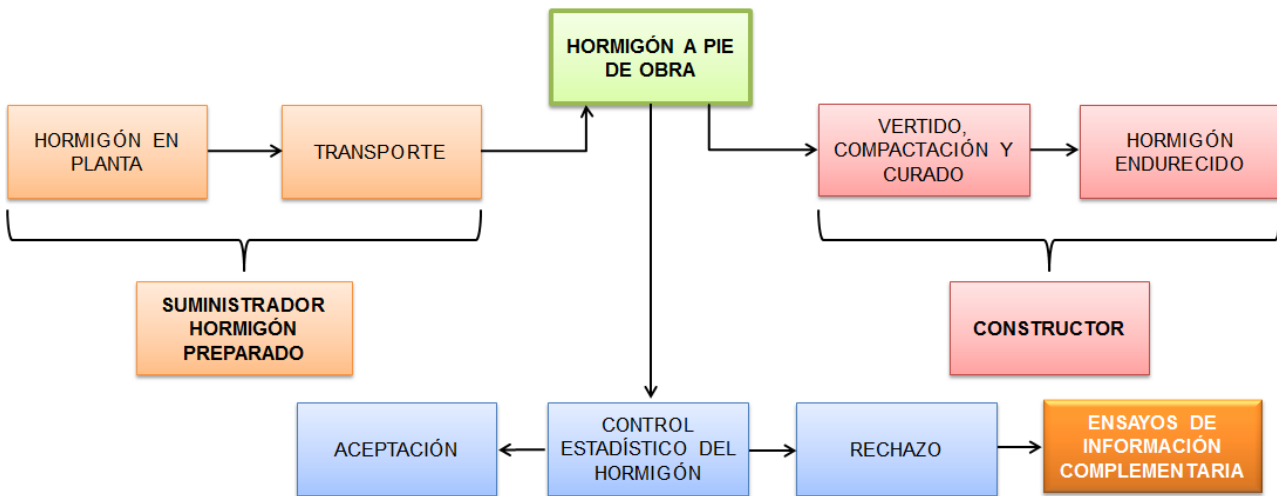 HORMIGÓN A PIE
DE OBRA
HORMIGÓN EN
PLANTA
TRANSPORTE
VERTIDO,
COMPACTACIÓN Y
CURADO
HORMIGÓN
ENDURECIDO
SUMINISTRADOR
HORMIGÓN
PREPARADO
CONSTRUCTOR
ACEPTACIÓN
CONTROL
ESTADÍSTICO DEL
HORMIGÓN
RECHAZO
ENSAYOS DE
INFORMACIÓN
COMPLEMENTARIA